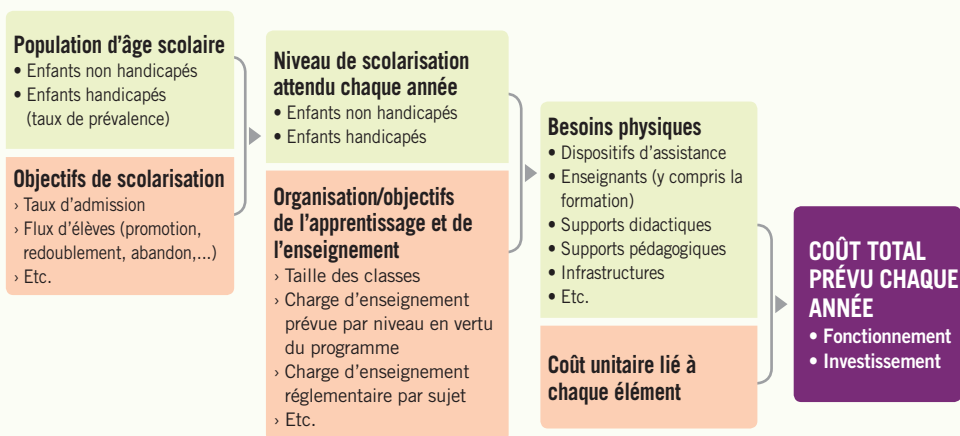 Population d'âge scolaire
• Enfants non handicapés
• Enfants handicapés
(taux de prévalence)
Objectifs de scolarisation
› Taux d'admission
› Flux d'élèves (promotion,
redoublement, abandon,...)
› Etc.
Niveau de scolarisation
attendu chaque année
• Enfants non handicapés
• Enfants handicapés
Organisation/objectifs
de l'apprentissage et de
l'enseignement
› Taille des classes
› Charge d'enseignement
prévue par niveau en vertu
du programme
› Charge d'enseignement
réglementaire par sujet
› Etc.
Besoins physiques
• Dispositifs d'assistance
• Enseignants (y compris la
formation)
• Supports didactiques
• Supports pédagogiques
• Infrastructures
• Etc.
Coût unitaire lié à
chaque élément
COÛT TOTAL
PRÉVU CHAQUE
ANNÉE
• Fonctionnement
• Investissement